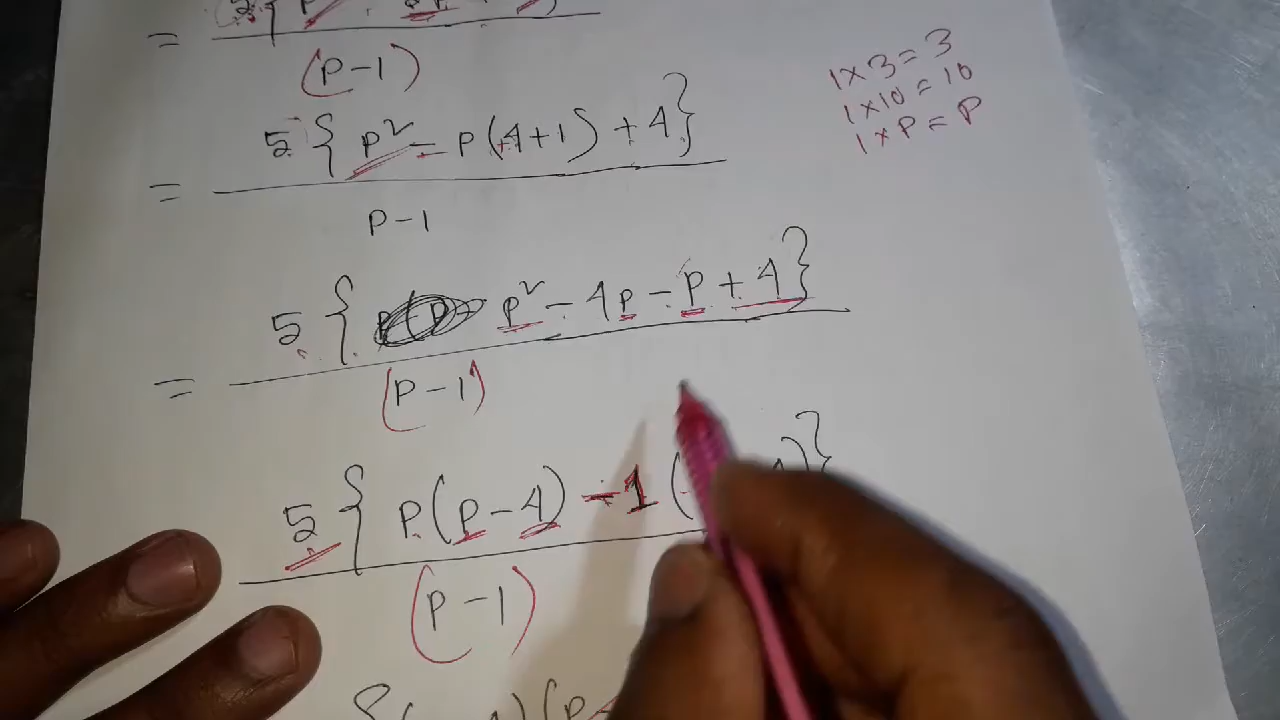 = 5{
(P-1)
1×3=3
1×10=10
1×P=P
= 5{P²-P(4+1)+4}
P-1
= 5{P²-4P-P+4}
(P-1)
5{P(P-4)-1(
(P-1)